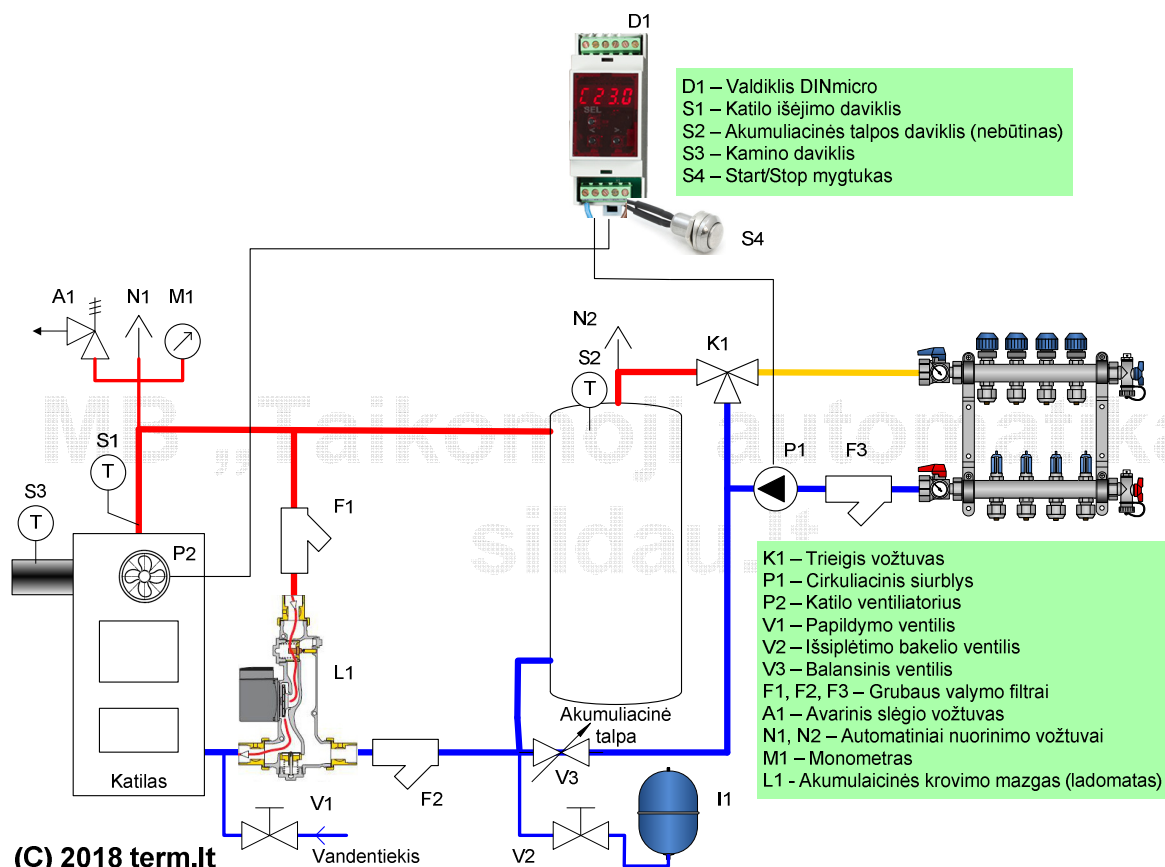 D1
C23.0
SEL
D1 – Valdiklis DINmicro
S1 – Katilo išėjimo daviklis
S2 – Akumuliacinės talpos daviklis (nebūtinas)
S3 – Kamino daviklis
S4 – Start/Stop mygtukas
S4
A1
N1
M1
N2
S2
T
K1
MB „Taikomoji automatika
sildau.lt
S1
T
P1
F3
S3
T
F1
P2
K1 – Trieigis vožtuvas
P1 – Cirkuliacinis siurblys
P2 – Katilo ventiliatorius
V1 – Papildymo ventilis
V2 – Išsiplėtimo bakelio ventilis
V3 – Balansinis ventilis
F1, F2, F3 – Grubaus valymo filtrai
A1 – Avarinis slėgio vožtuvas
N1, N2 – Automatiniai nuorinimo vožtuvai
M1 – Monometras
L1 - Akumulaicinės krovimo mazgas (ladomatas)
L1
Akumuliacinė
talpa
Katilas
V3
F2
V1
I1
Vandentiekis
V2
(C) 2018 term.lt